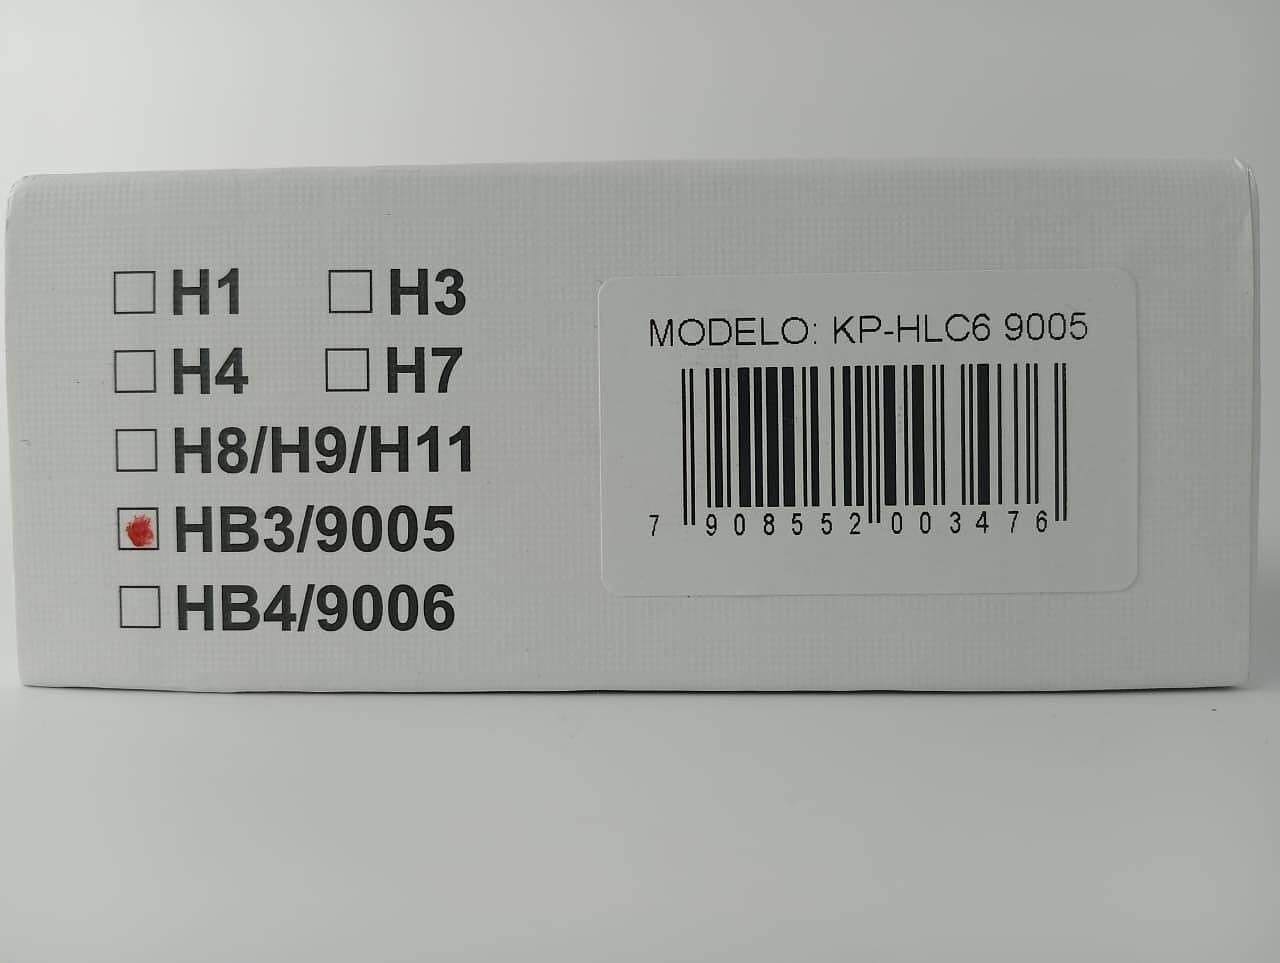 H1 H3
H4 H7
H8/H9/H11
HB3/9005
HB4/9006
MODELO: KP-HLC6 9005
7 908552 003476